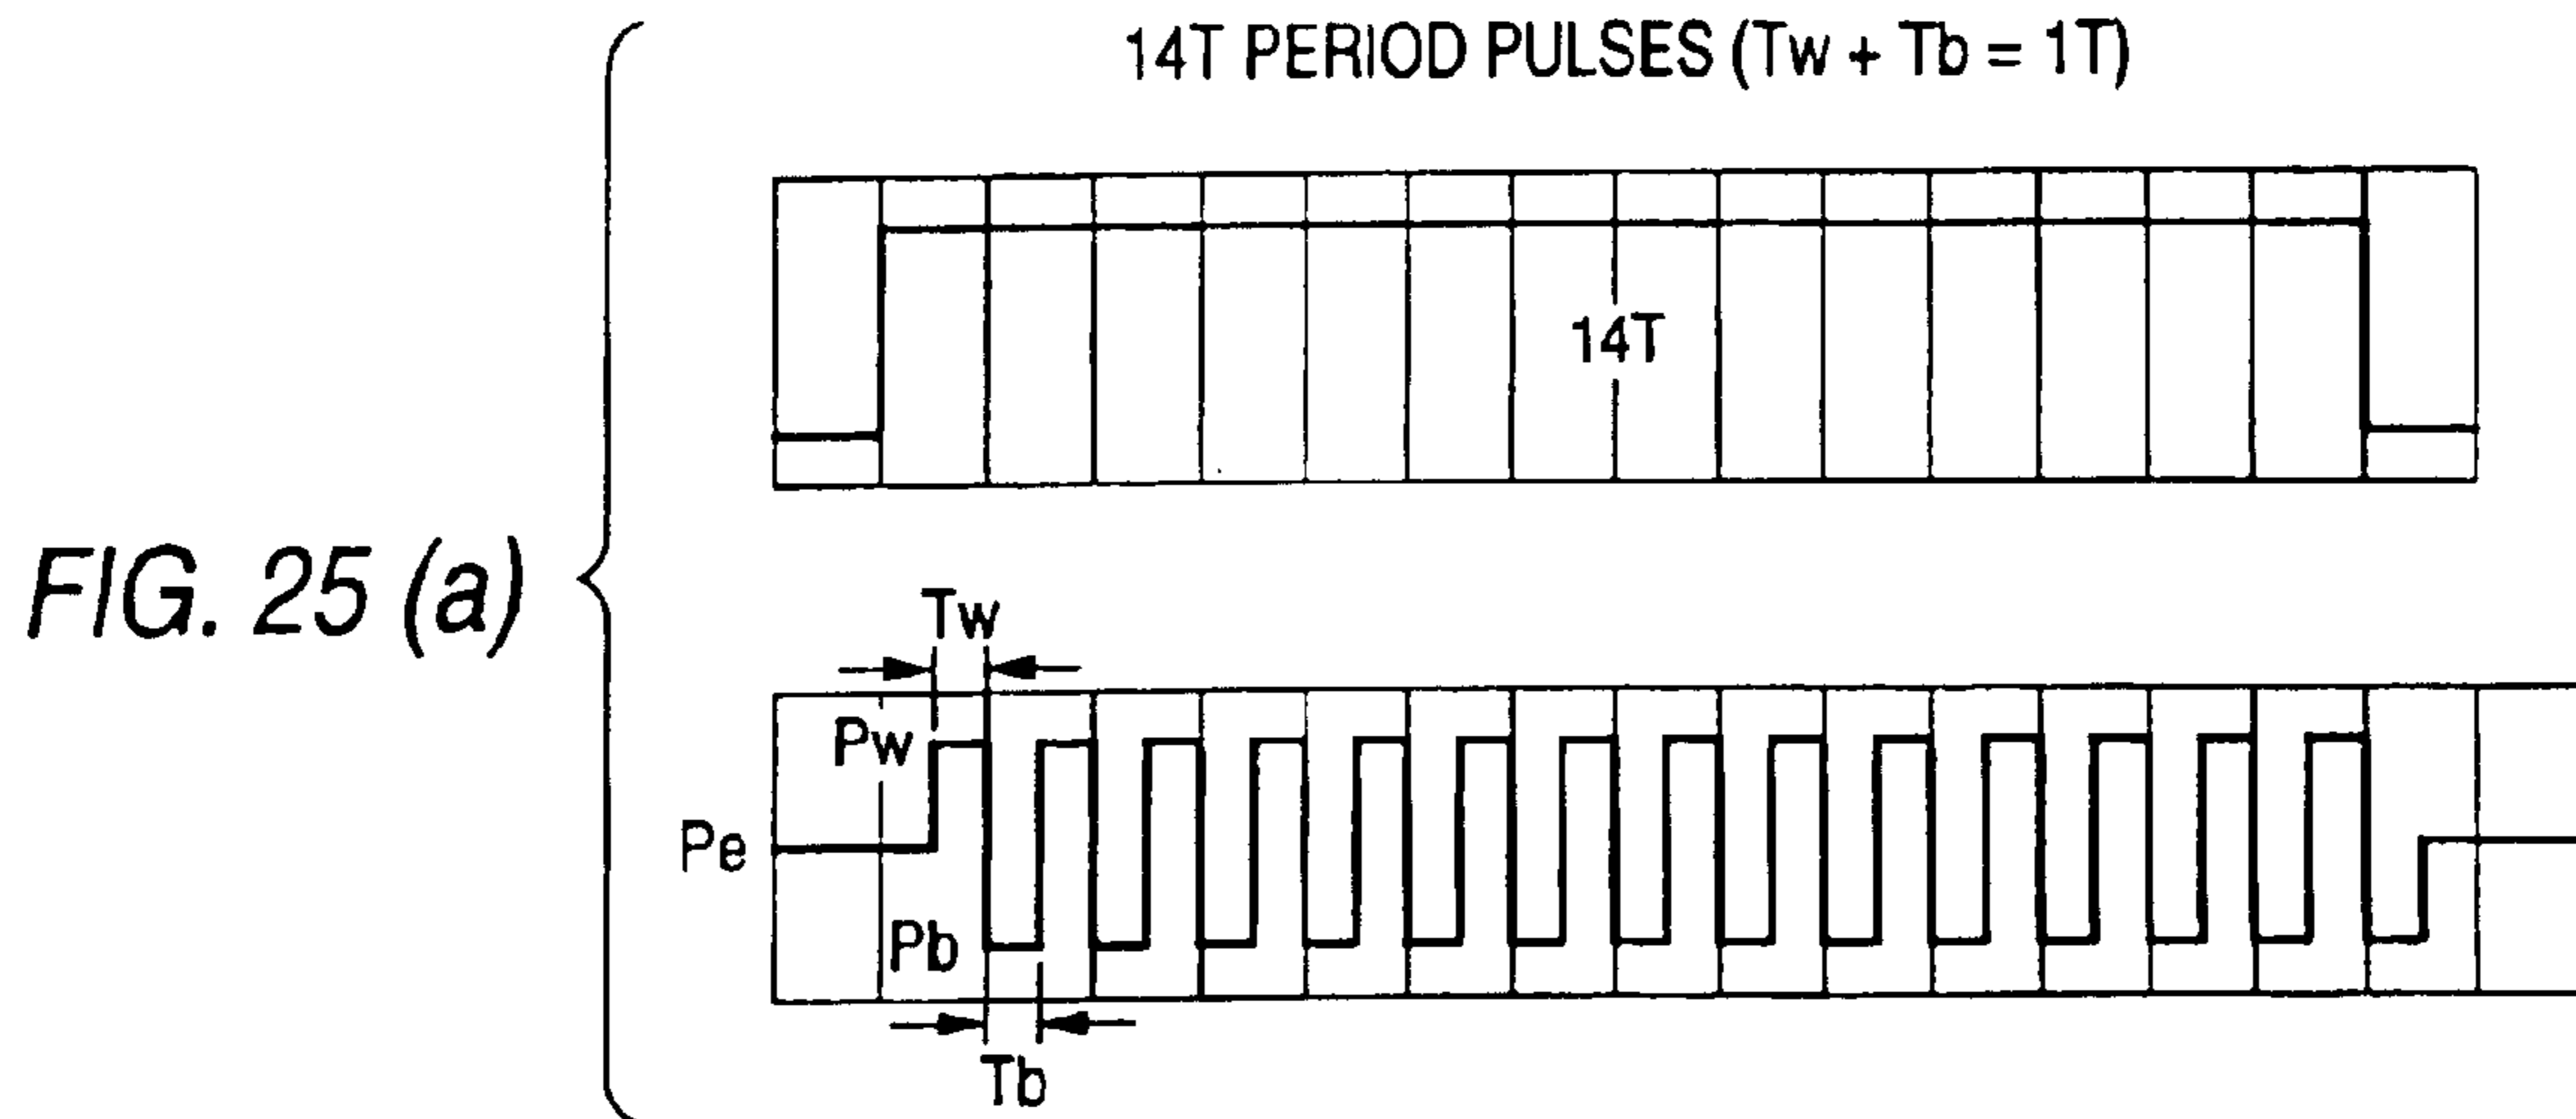 14T PERIOD PULSES (Tw + Tb = 1T)
14T
FIG. 25 (a)
Tw
Pw
Pe
Pb
Tb